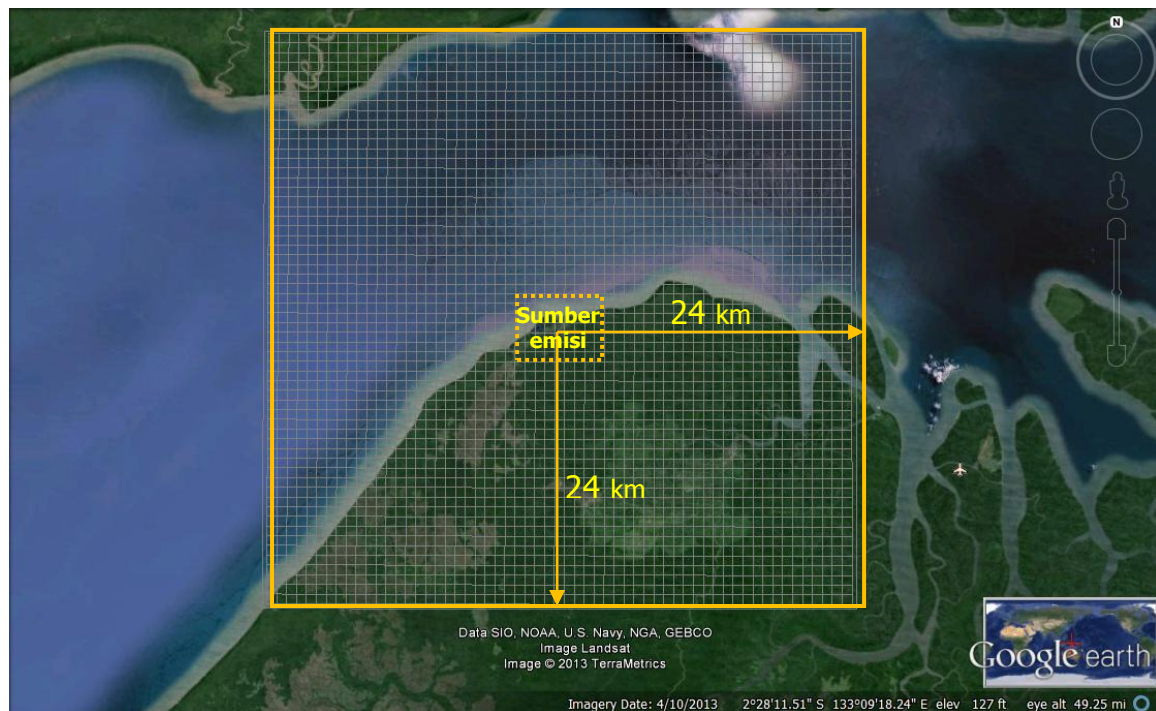 N
Sumber
emisi
24 km
24 km
Data SIO, NOAA, U.S. Navy, NGA, GEBCO
Image Landsat
Image © 2013 TerraMetrics
Google earth
Imagery Date: 4/10/2013 2°28'11.51" S 133°09'18.24" E elev 127 ft eye alt 49.25 mi